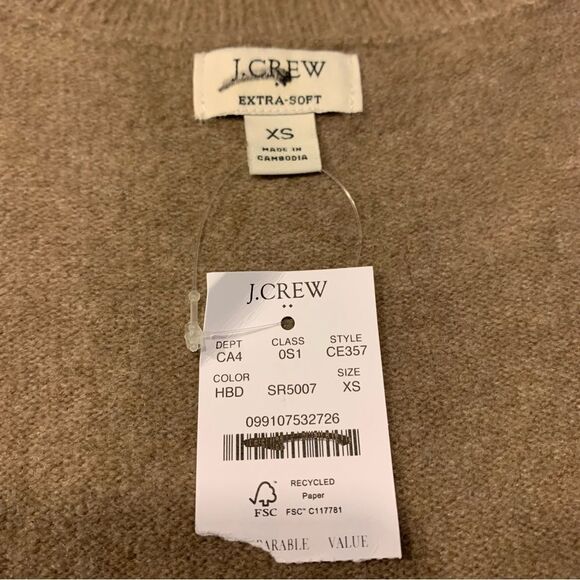 J.CREW
EXTRA-SOFT
XS
MADE IN
CAMBODIA
J.CREW
DEPT CLASS STYLE
CA4 0S1 CE357
COLOR SIZE
HBD SR5007 XS
099107532726
RECYCLED
Paper
FSC
FSC™ C117781
VALUE